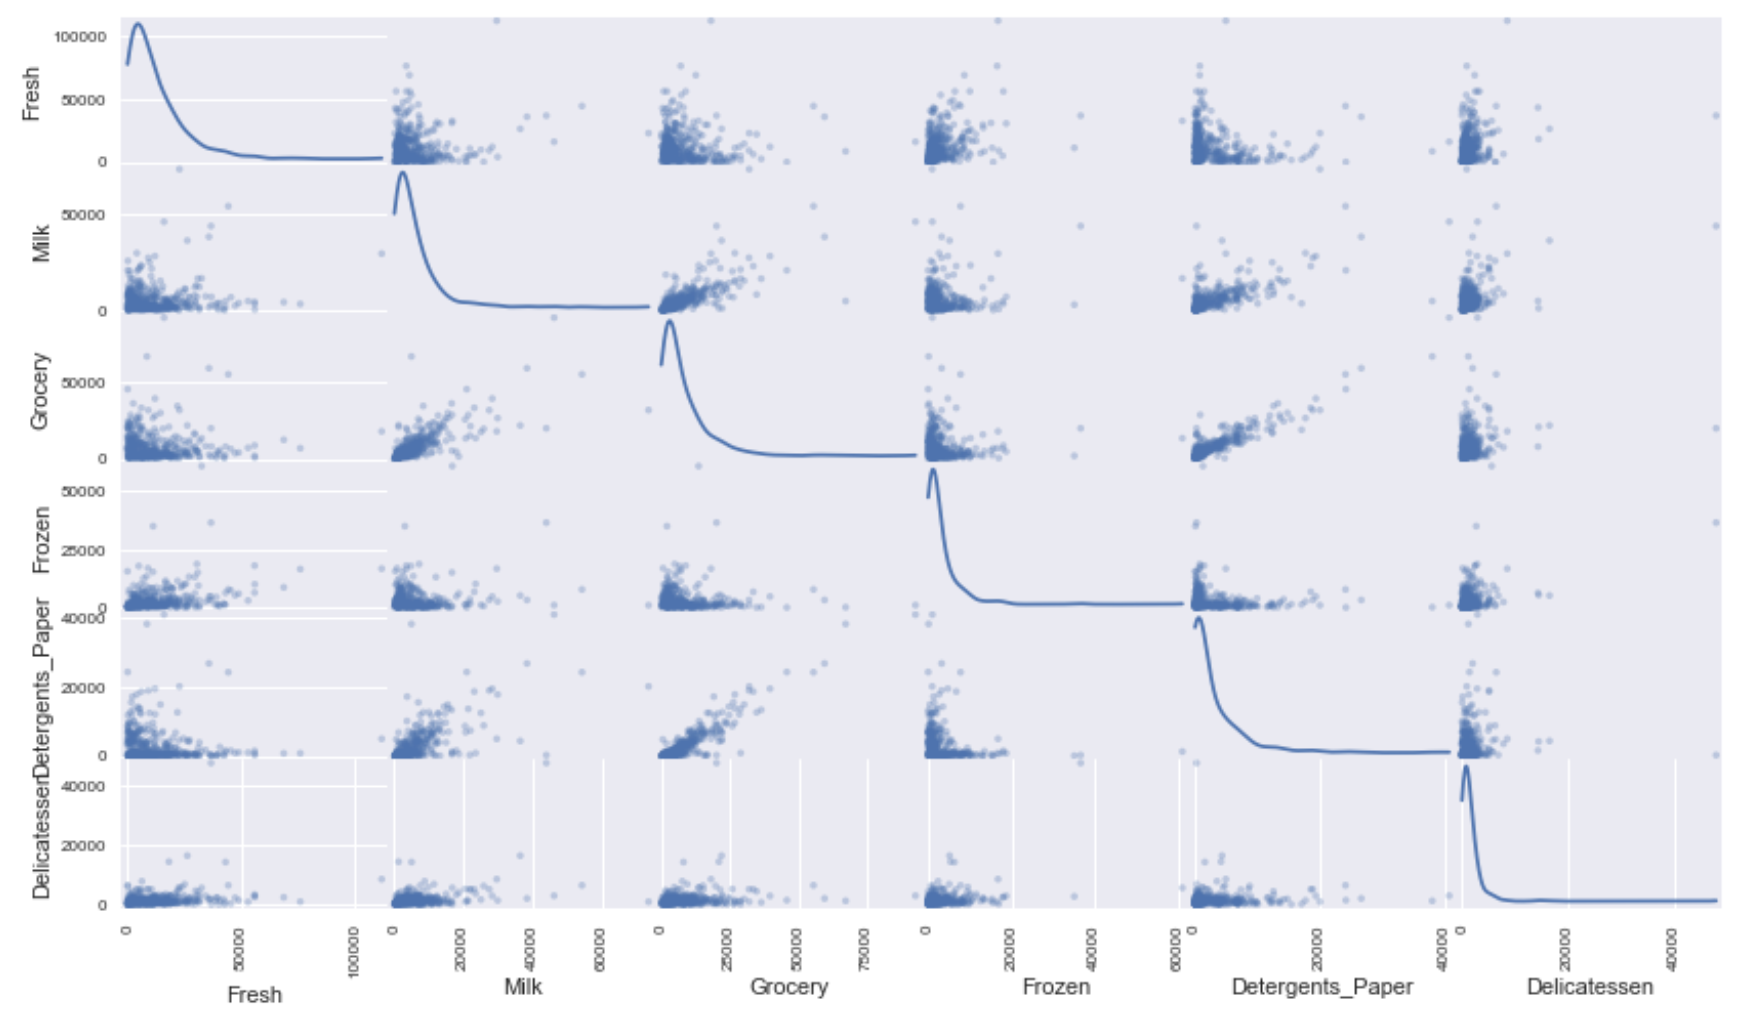 Fresh
100000
50000
0
Milk
50000
0
Grocery
50000
0
Frozen
50000
25000
0
Detergents_Paper
40000
20000
0
Delicatessen
40000
20000
0
0 50000 100000
0 20000 40000 60000
0 25000 50000 75000
0 20000 40000 60000
0 20000 40000
0 20000 40000
Fresh Milk Grocery Frozen Detergents_Paper Delicatessen